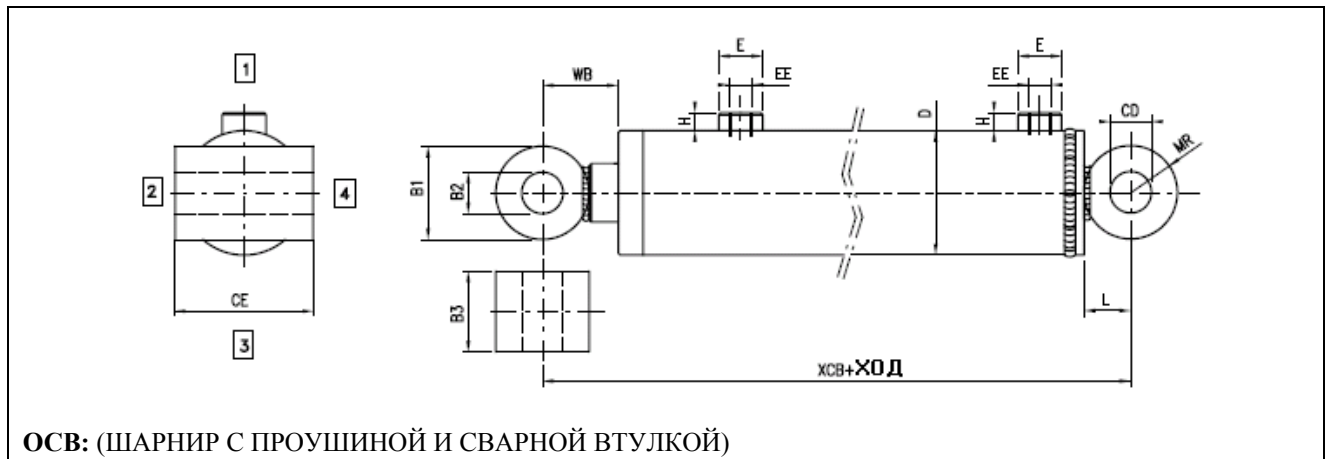 1
2
4
3
CE
WB
E
EE
H
D
E
EE
H
CD
MR
B1
B2
B3
L
XCB+ХОД
ОСВ: (ШАРНИР С ПРОУШИНОЙ И СВАРНОЙ ВТУЛКОЙ)